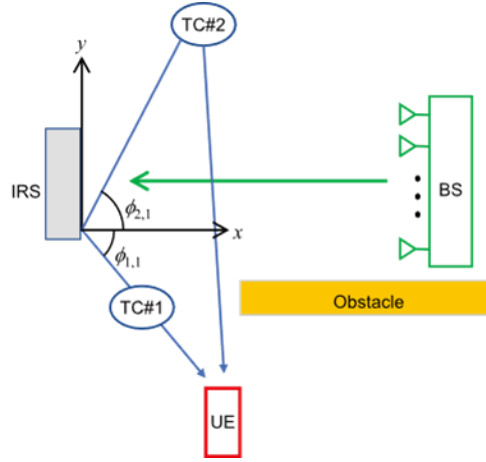 TC#2
y
IRS
BS
ϕ2,1
x
ϕ1,1
TC#1
Obstacle
UE